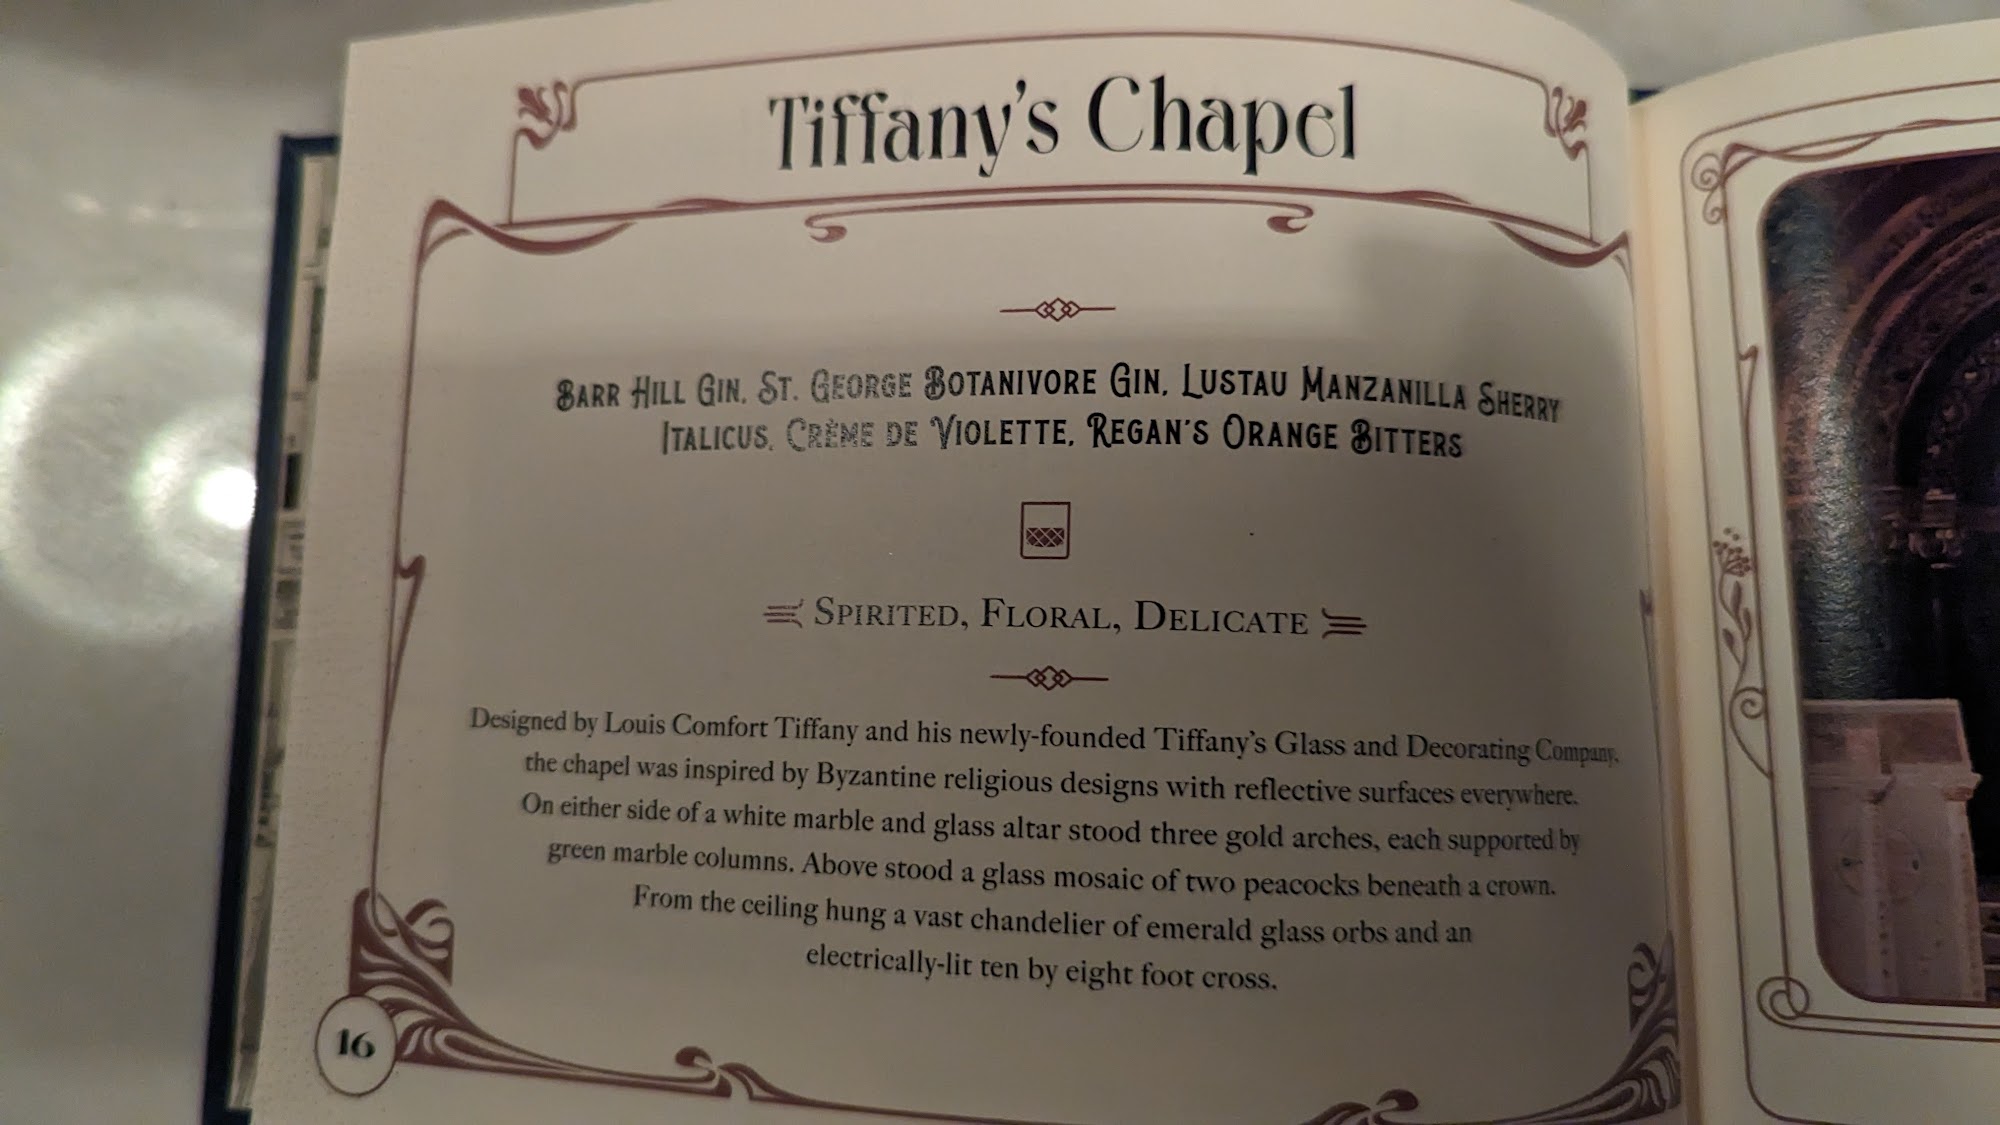 Tiffany's Chapel
Barr Hill Gin, St. George Botanivore Gin, Lustau Manzanilla Sherry
Italicus, Crème de Violette, Regan's Orange Bitters
Spirited, Floral, Delicate
Designed by Louis Comfort Tiffany and his newly-founded Tiffany's Glass and Decorating Company,
the chapel was inspired by Byzantine religious designs with reflective surfaces everywhere.
On either side of a white marble and glass altar stood three gold arches, each supported by
green marble columns. Above stood a glass mosaic of two peacocks beneath a crown.
From the ceiling hung a vast chandelier of emerald glass orbs and an
electrically-lit ten by eight foot cross.
16